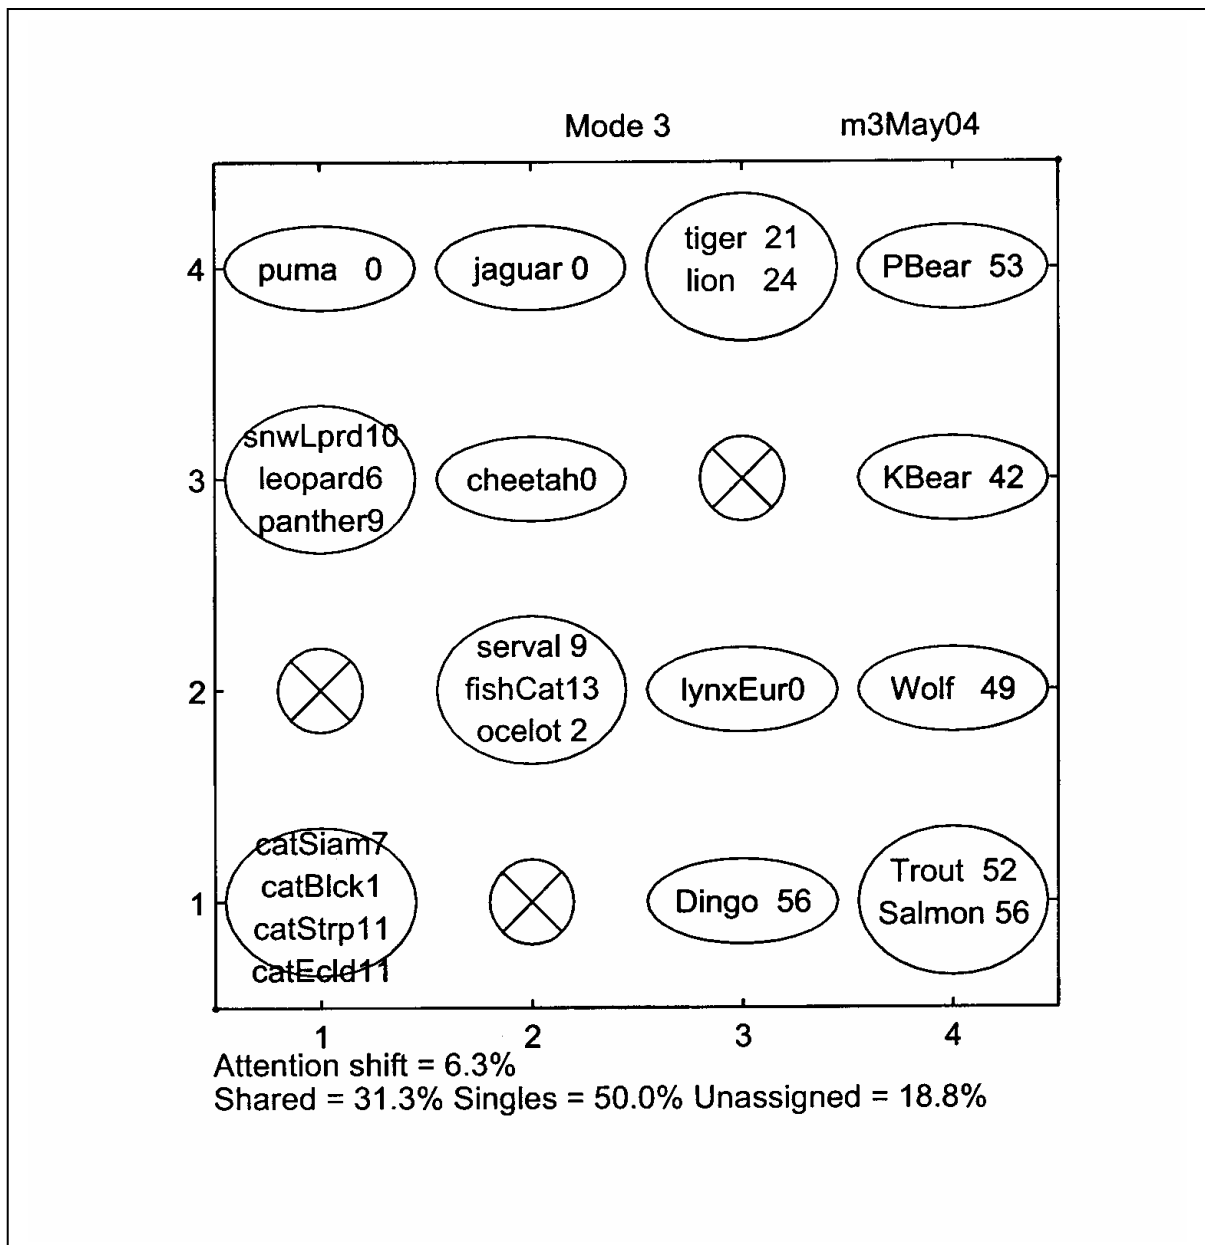 Mode 3 m3May04
4 puma 0 jaguar 0 tiger 21 PBear 53
lion 24
snwLprd10
3 leopard6 cheetah0 KBear 42
panther9
serval 9
2 fishCat13 lynxEur0 Wolf 49
ocelot 2
catSiam7
1 catBlck1 Dingo 56 Trout 52
catStrp11 Salmon 56
catEcld11
1 2 3 4
Attention shift = 6.3%
Shared = 31.3% Singles = 50.0% Unassigned = 18.8%